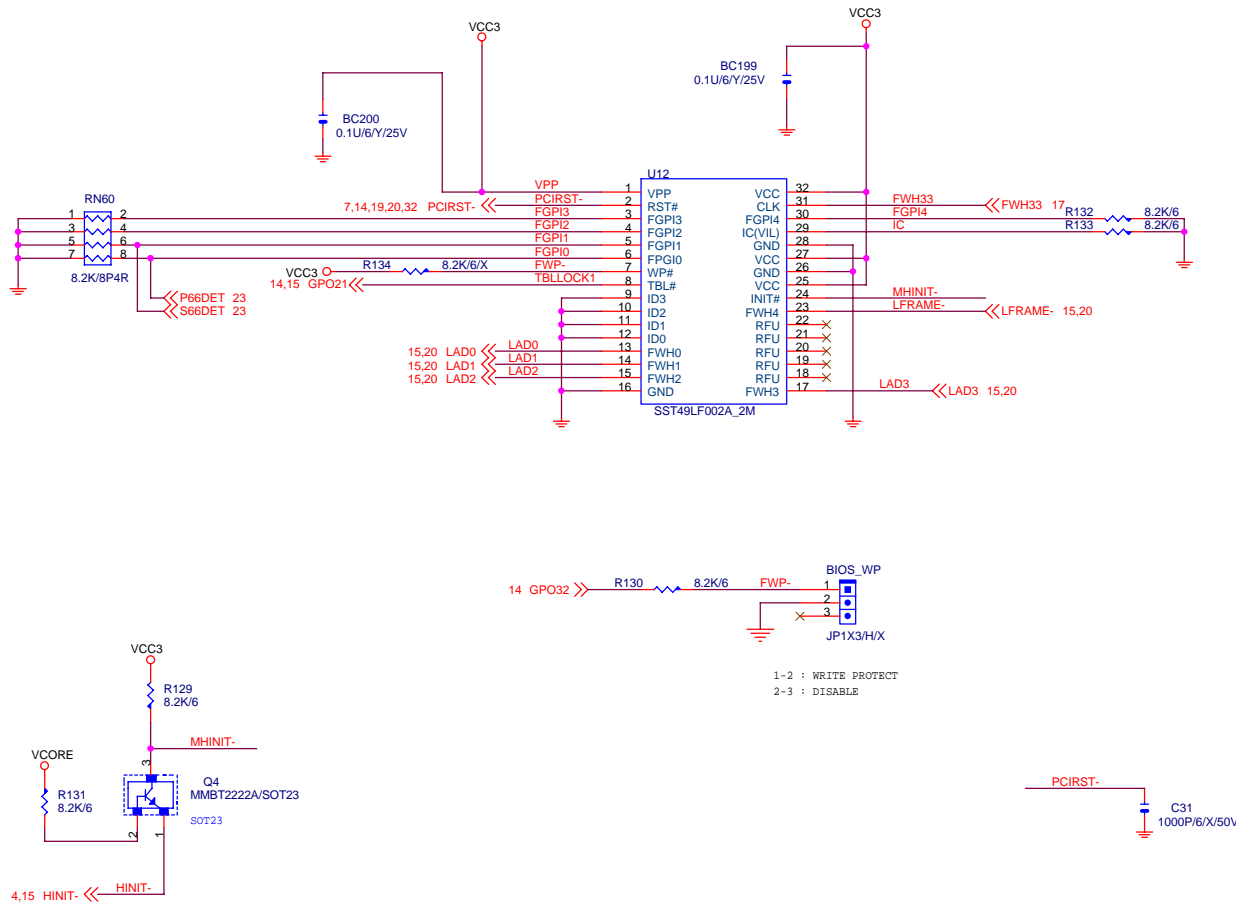 VCC3
VCC3
BC199
0.1U/6/Y/25V
BC200
0.1U/6/Y/25V
U12
RN60
1 2
3 4
5 6
7 8
8.2K/8P4R
VPP 1 VPP
7,14,19,20,32 PCIRST- PCIRST- 2 RST#
FGPI3 3 FGPI3
FGPI2 4 FGPI2
FGPI1 5 FGPI1
FGPI0 6 FPGI0
VCC3 R134 8.2K/6/X FWP- 7 WP#
14,15 GPO21 TBLLOCK1 8 TBL#
9 ID3
10 ID2
11 ID1
12 ID0
15,20 LAD0 LAD0 13 FWH0
15,20 LAD1 LAD1 14 FWH1
15,20 LAD2 LAD2 15 FWH2
16 GND
P66DET 23
S66DET 23
VCC 32
CLK 31 FWH33 FWH33 17
FGPI4 30 FGPI4 R132 8.2K/6
IC(VIL) 29 IC R133 8.2K/6
GND 28
VCC 27
GND 26
VCC 25
INIT# 24 MHINIT-
FWH4 23 LFRAME- LFRAME- 15,20
RFU 22
RFU 21
RFU 20
RFU 19
RFU 18
FWH3 17 LAD3 LAD3 15,20
SST49LF002A_2M
BIOS_WP
14 GPO32 R130 8.2K/6 FWP- 1
2
3
JP1X3/H/X
1-2 : WRITE PROTECT
2-3 : DISABLE
VCC3
R129
8.2K/6
MHINIT-
VCORE
3
R131
8.2K/6
Q4
MMBT2222A/SOT23
SOT23
2 1
4,15 HINIT- HINIT-
PCIRST-
C31
1000P/6/X/50V